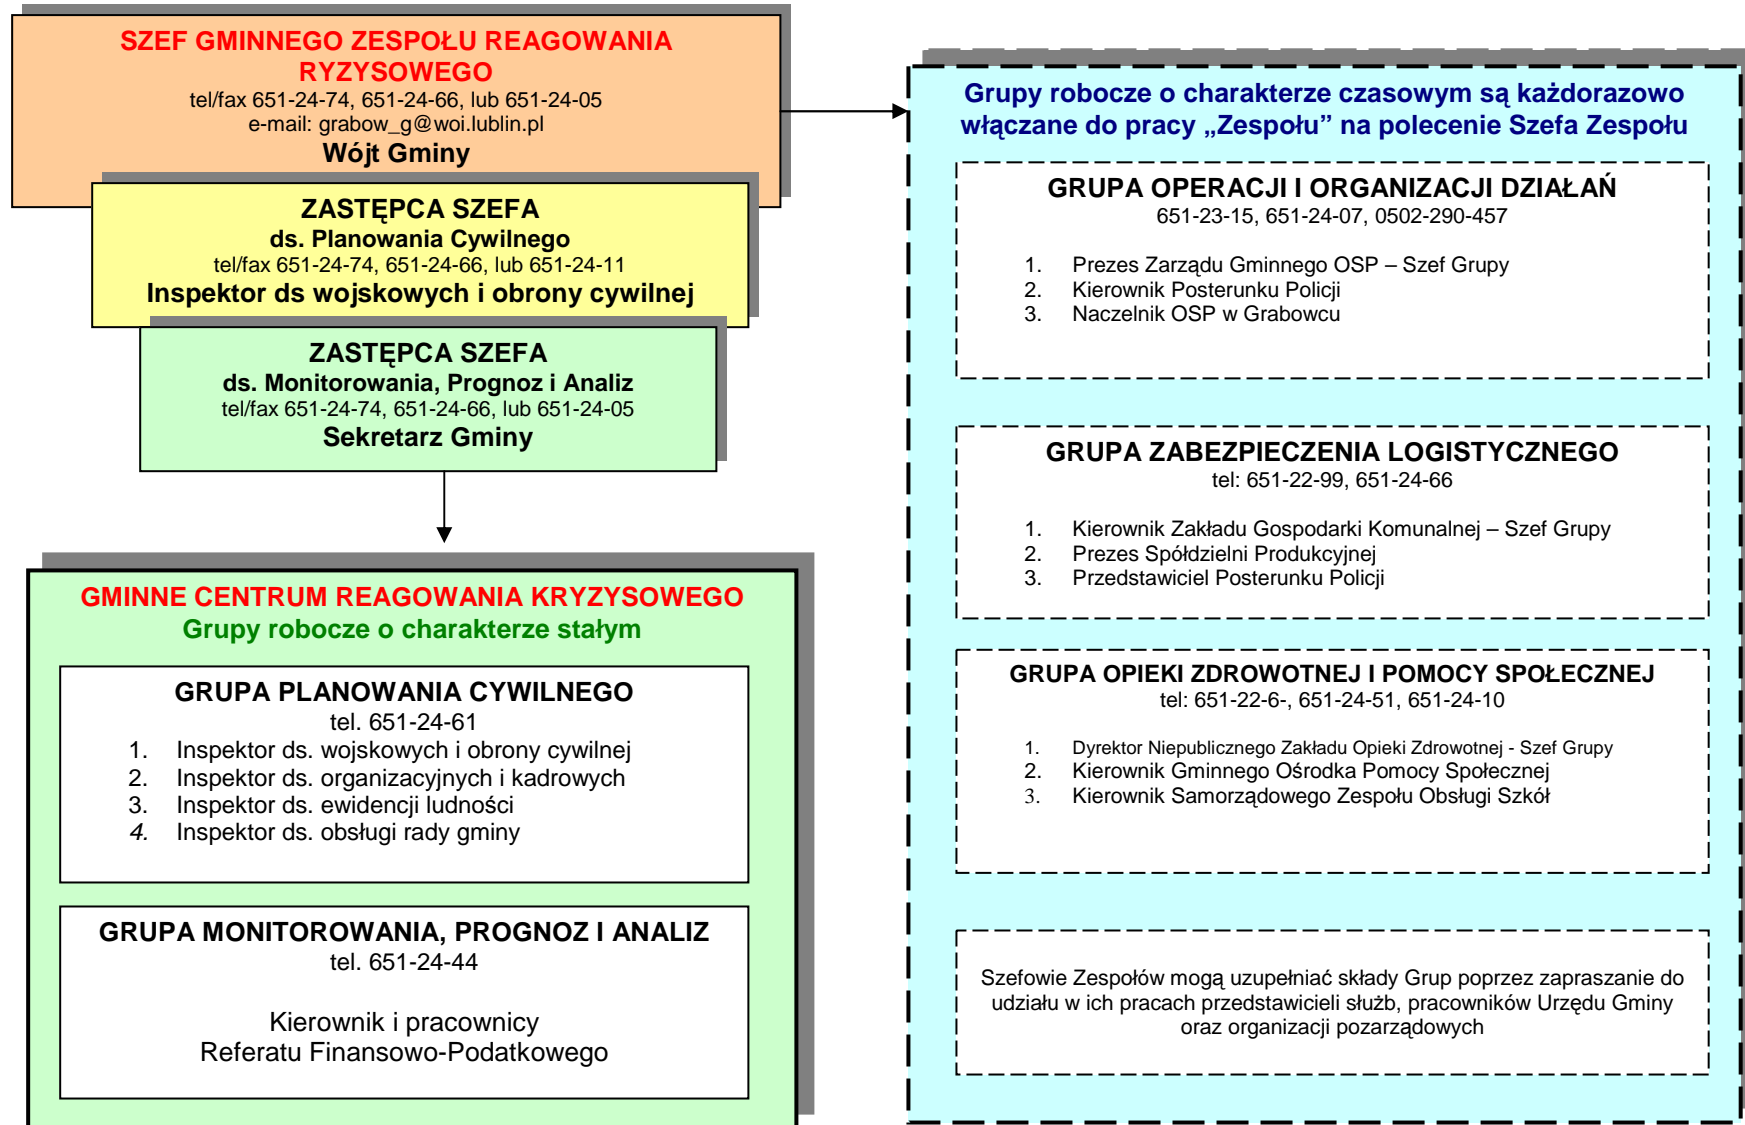 SZEF GMINNEGO ZESPOŁU REAGOWANIA
RYZYSOWEGO
tel/fax 651-24-74, 651-24-66, lub 651-24-05
e-mail: grabow_g@woi.lublin.pl
Wójt Gminy
ZASTĘPCA SZEFA
ds. Planowania Cywilnego
tel/fax 651-24-74, 651-24-66, lub 651-24-11
Inspektor ds wojskowych i obrony cywilnej
ZASTĘPCA SZEFA
ds. Monitorowania, Prognoz i Analiz
tel/fax 651-24-74, 651-24-66, lub 651-24-05
Sekretarz Gminy
GMINNE CENTRUM REAGOWANIA KRYZYSOWEGO
Grupy robocze o charakterze stałym
GRUPA PLANOWANIA CYWILNEGO
tel. 651-24-61
1. Inspektor ds. wojskowych i obrony cywilnej
2. Inspektor ds. organizacyjnych i kadrowych
3. Inspektor ds. ewidencji ludności
4. Inspektor ds. obsługi rady gminy
GRUPA MONITOROWANIA, PROGNOZ I ANALIZ
tel. 651-24-44
Kierownik i pracownicy
Referatu Finansowo-Podatkowego
Grupy robocze o charakterze czasowym są każdorazowo
włączane do pracy „Zespołu” na polecenie Szefa Zespołu
GRUPA OPERACJI I ORGANIZACJI DZIAŁAŃ
651-23-15, 651-24-07, 0502-290-457
1. Prezes Zarządu Gminnego OSP – Szef Grupy
2. Kierownik Posterunku Policji
3. Naczelnik OSP w Grabowcu
GRUPA ZABEZPIECZENIA LOGISTYCZNEGO
tel: 651-22-99, 651-24-66
1. Kierownik Zakładu Gospodarki Komunalnej – Szef Grupy
2. Prezes Spółdzielni Produkcyjnej
3. Przedstawiciel Posterunku Policji
GRUPA OPIEKI ZDROWOTNEJ I POMOCY SPOŁECZNEJ
tel: 651-22-6-, 651-24-51, 651-24-10
1. Dyrektor Niepublicznego Zakładu Opieki Zdrowotnej - Szef Grupy
2. Kierownik Gminnego Ośrodka Pomocy Społecznej
3. Kierownik Samorządowego Zespołu Obsługi Szkół
Szefowie Zespołów mogą uzupełniać składy Grup poprzez zapraszanie do
udziału w ich pracach przedstawicieli służb, pracowników Urzędu Gminy
oraz organizacji pozarządowych